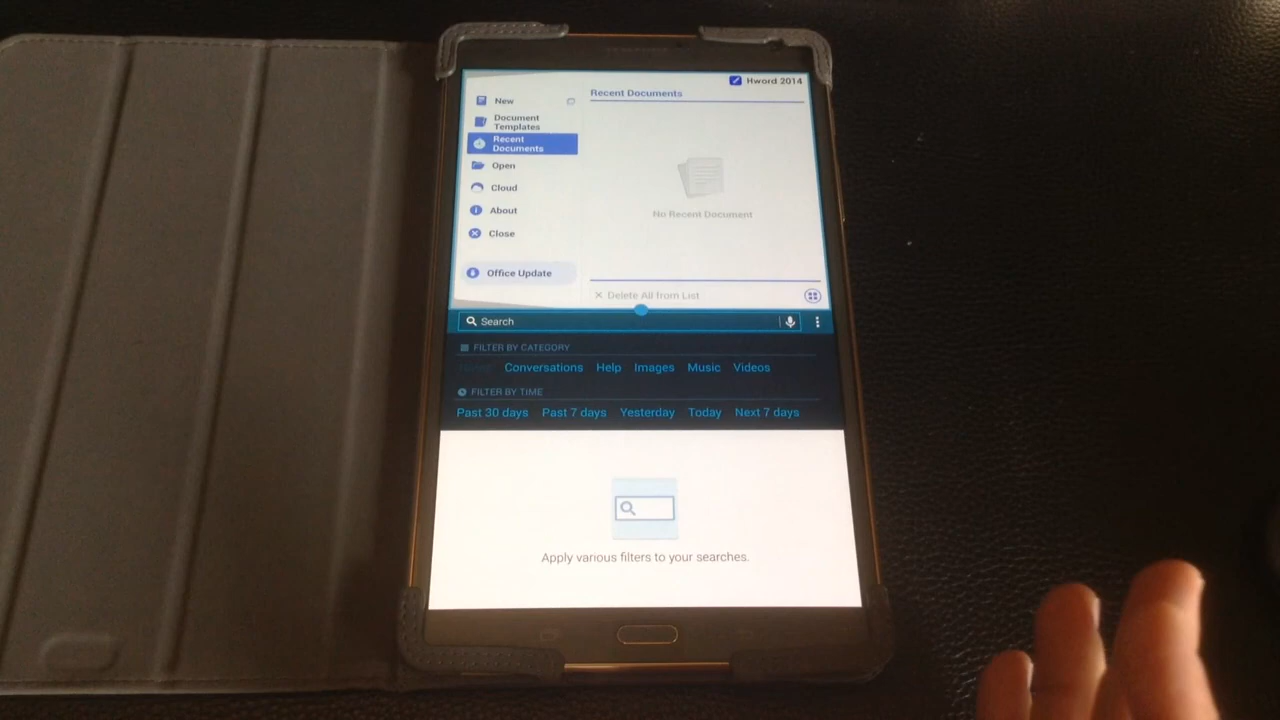 Hword 2014
New
Document
Templates
Recent
Documents
Open
Cloud
About
Close
Office Update
Recent Documents
No Recent Document
Delete All from List
Search
FILTER BY CATEGORY
Conversations Help Images Music Videos
FILTER BY TIME
Past 30 days Past 7 days Yesterday Today Next 7 days
Apply various filters to your searches.